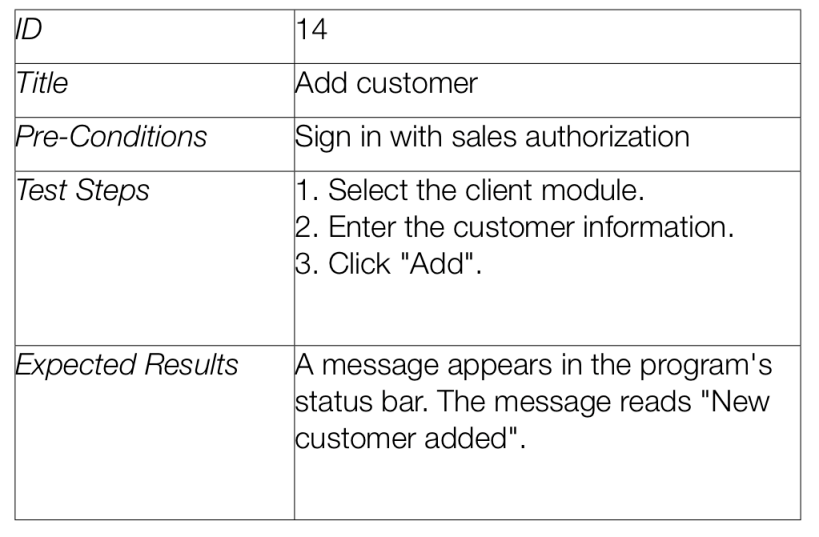 ID 14
Title Add customer
Pre-Conditions Sign in with sales authorization
Test Steps 1. Select the client module.
2. Enter the customer information.
3. Click "Add".
Expected Results A message appears in the program's
status bar. The message reads "New
customer added".